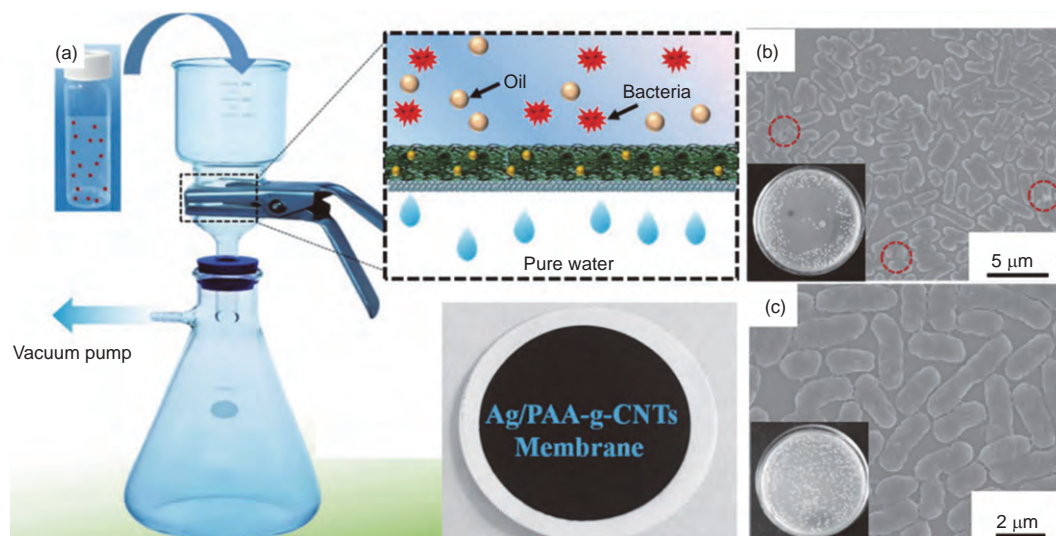 (a)
Oil
Bacteria
Pure water
Vacuum pump
Ag/PAA-g-CNTs
Membrane
(b)
5 μm
(c)
2 μm